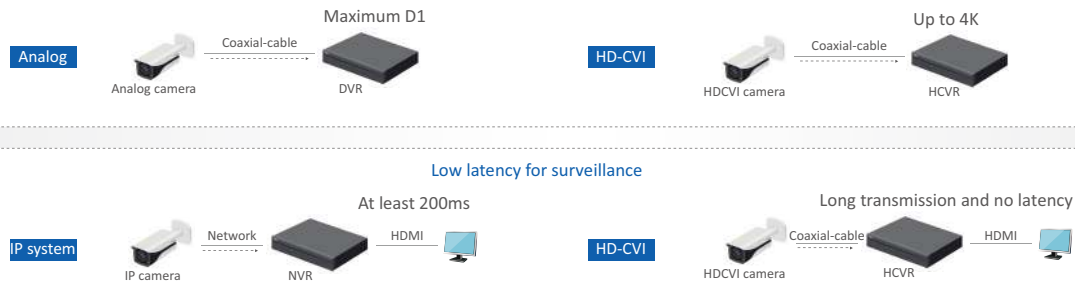 Maximum D1
Analog
Coaxial-cable
Analog camera
DVR
Up to 4K
HD-CVI
Coaxial-cable
HDCVI camera
HCVR
Low latency for surveillance
At least 200ms
IP system
Network
HDMI
IP camera
NVR
Long transmission and no latency
HD-CVI
Coaxial-cable
HDMI
HDCVI camera
HCVR